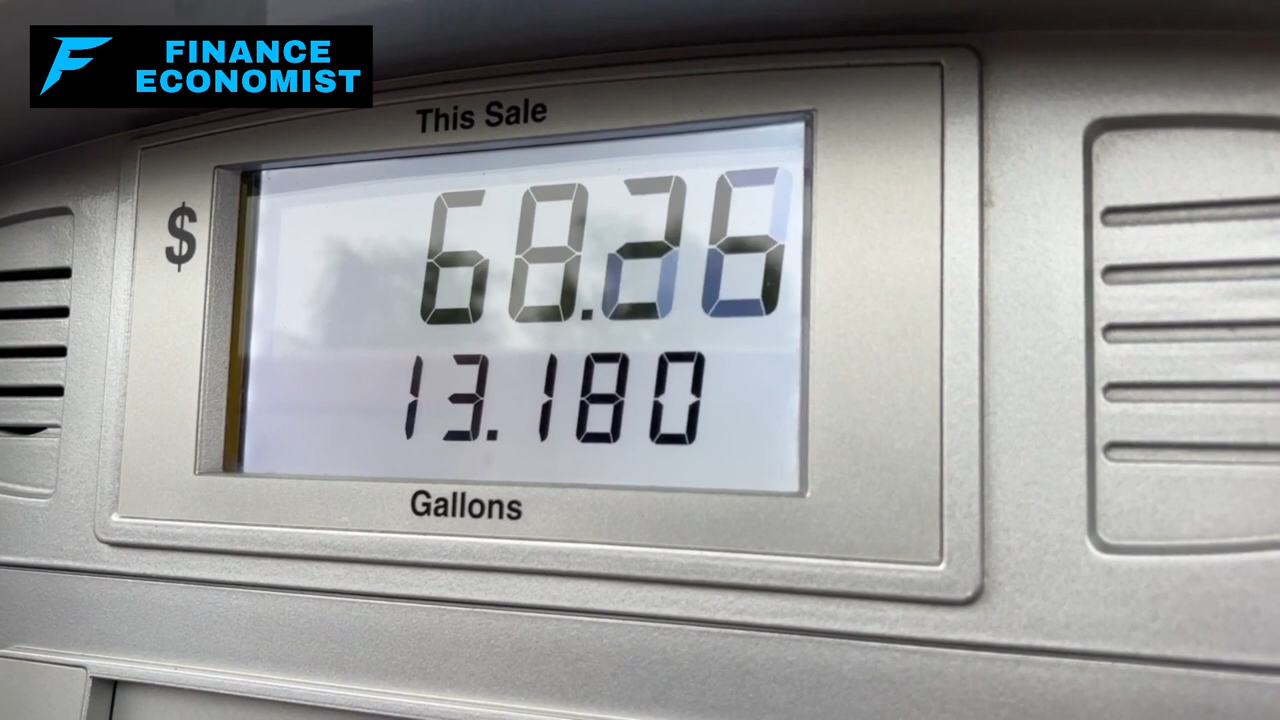 FINANCE
ECONOMIST
This Sale
$
68.26
13.180
Gallons